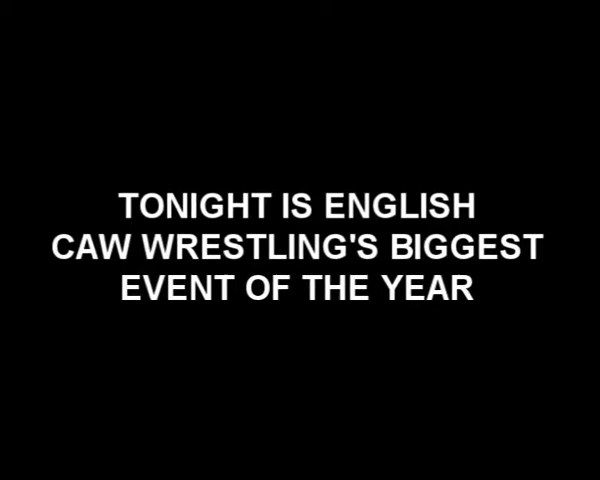 TONIGHT IS ENGLISH
CAW WRESTLING'S BIGGEST
EVENT OF THE YEAR